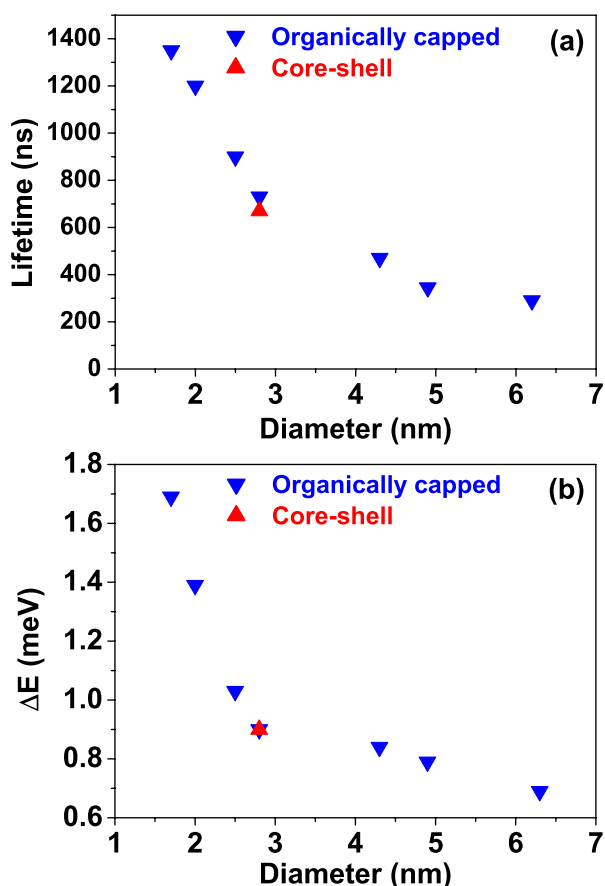 1400
1200
1000
800
600
400
200
0
Lifetime (ns)
Organically capped
Core-shell
(a)
1 2 3 4 5 6 7
Diameter (nm)
1.8
1.6
1.4
1.2
1.0
0.8
0.6
ΔE (meV)
Organically capped
Core-shell
(b)
1 2 3 4 5 6 7
Diameter (nm)